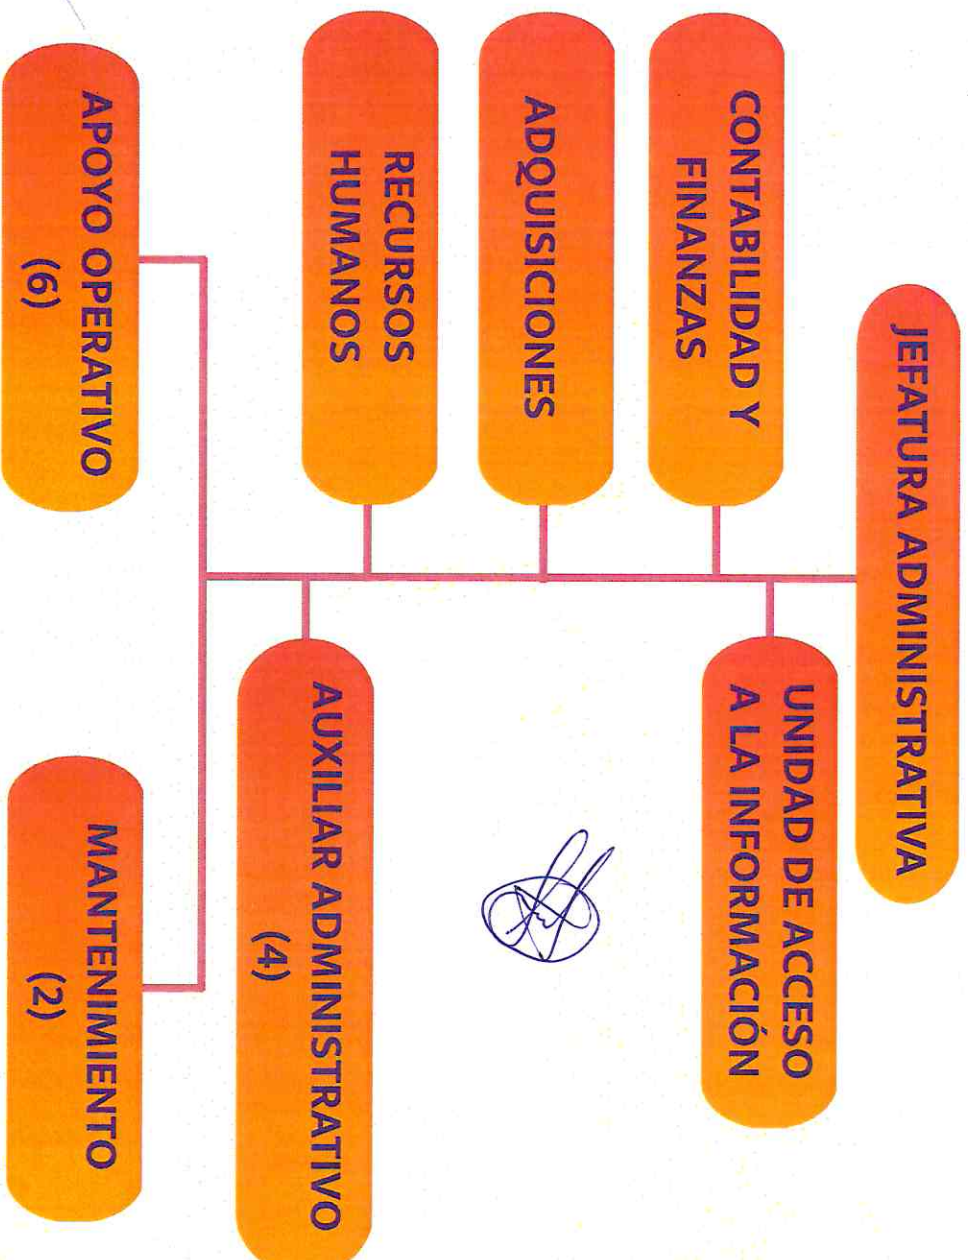 JEFATURA ADMINISTRATIVA
CONTABILIDAD Y
FINANZAS
UNIDAD DE ACCESO
A LA INFORMACIÓN
ADQUISICIONES
RECURSOS
HUMANOS
AUXILIAR ADMINISTRATIVO
(4)
APOYO OPERATIVO
(6)
MANTENIMIENTO
(2)